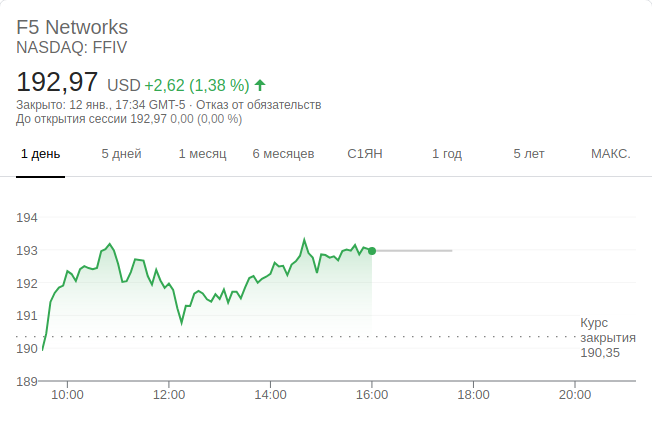 F5 Networks
NASDAQ: FFIV
192,97 USD +2,62 (1,38 %)
Закрыто: 12 янв., 17:34 GMT-5 · Отказ от обязательств
До открытия сессии 192,97 0,00 (0,00 %)
1 день 5 дней 1 месяц 6 месяцев С1ЯН 1 год 5 лет МАКС.
194
193
192
191
190
189
Курс
закрытия
190,35
10:00 12:00 14:00 16:00 18:00 20:00